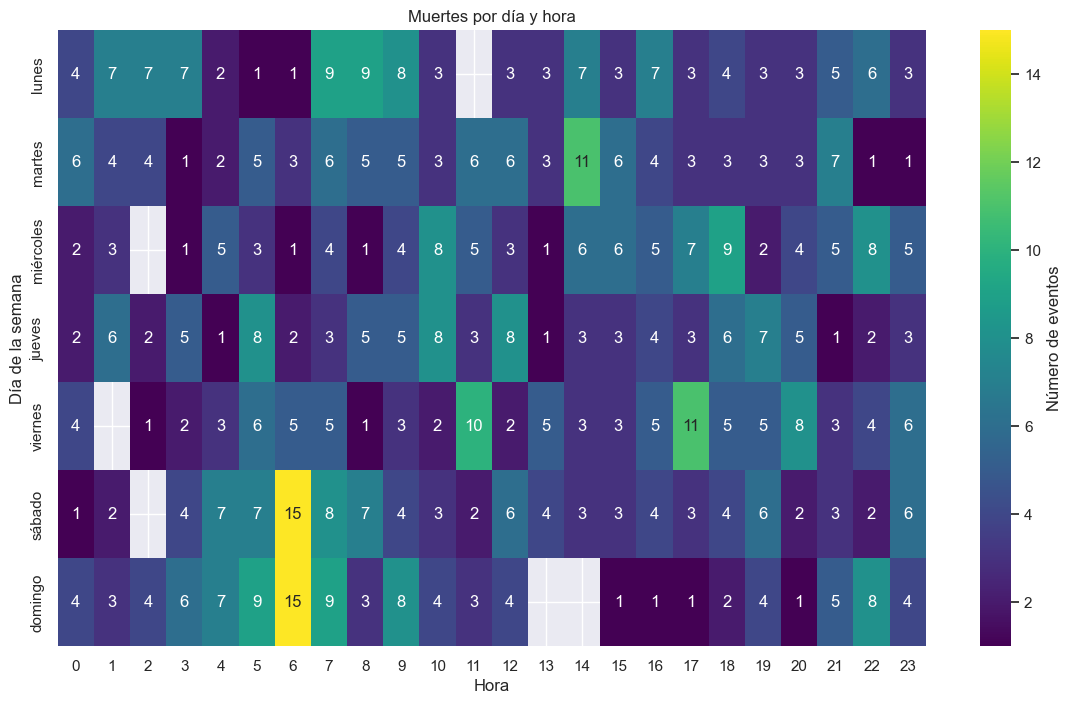 Muertes por día y hora
lunes 4 7 7 7 2 1 1 9 9 8 3 3 3 7 3 7 3 4 3 3 5 6 3
martes 6 4 4 1 2 5 3 6 5 5 3 6 6 3 11 6 4 3 3 3 3 7 1 1
miércoles 2 3 1 5 3 1 4 1 4 8 5 3 1 6 6 5 7 9 2 4 5 8 5
jueves 2 6 2 5 1 8 2 3 5 5 8 3 8 1 3 3 4 3 6 7 5 1 2 3
viernes 4 1 2 3 6 5 5 1 3 2 10 2 5 3 3 5 11 5 5 8 3 4 6
sábado 1 2 4 7 7 15 8 7 4 3 2 6 4 3 3 4 3 4 6 2 3 2 6
domingo 4 3 4 6 7 9 15 9 3 8 4 3 4 1 1 1 2 4 1 5 8 4
0 1 2 3 4 5 6 7 8 9 10 11 12 13 14 15 16 17 18 19 20 21 22 23
Hora
Día de la semana
14
12
10
8
6
4
2
Número de eventos